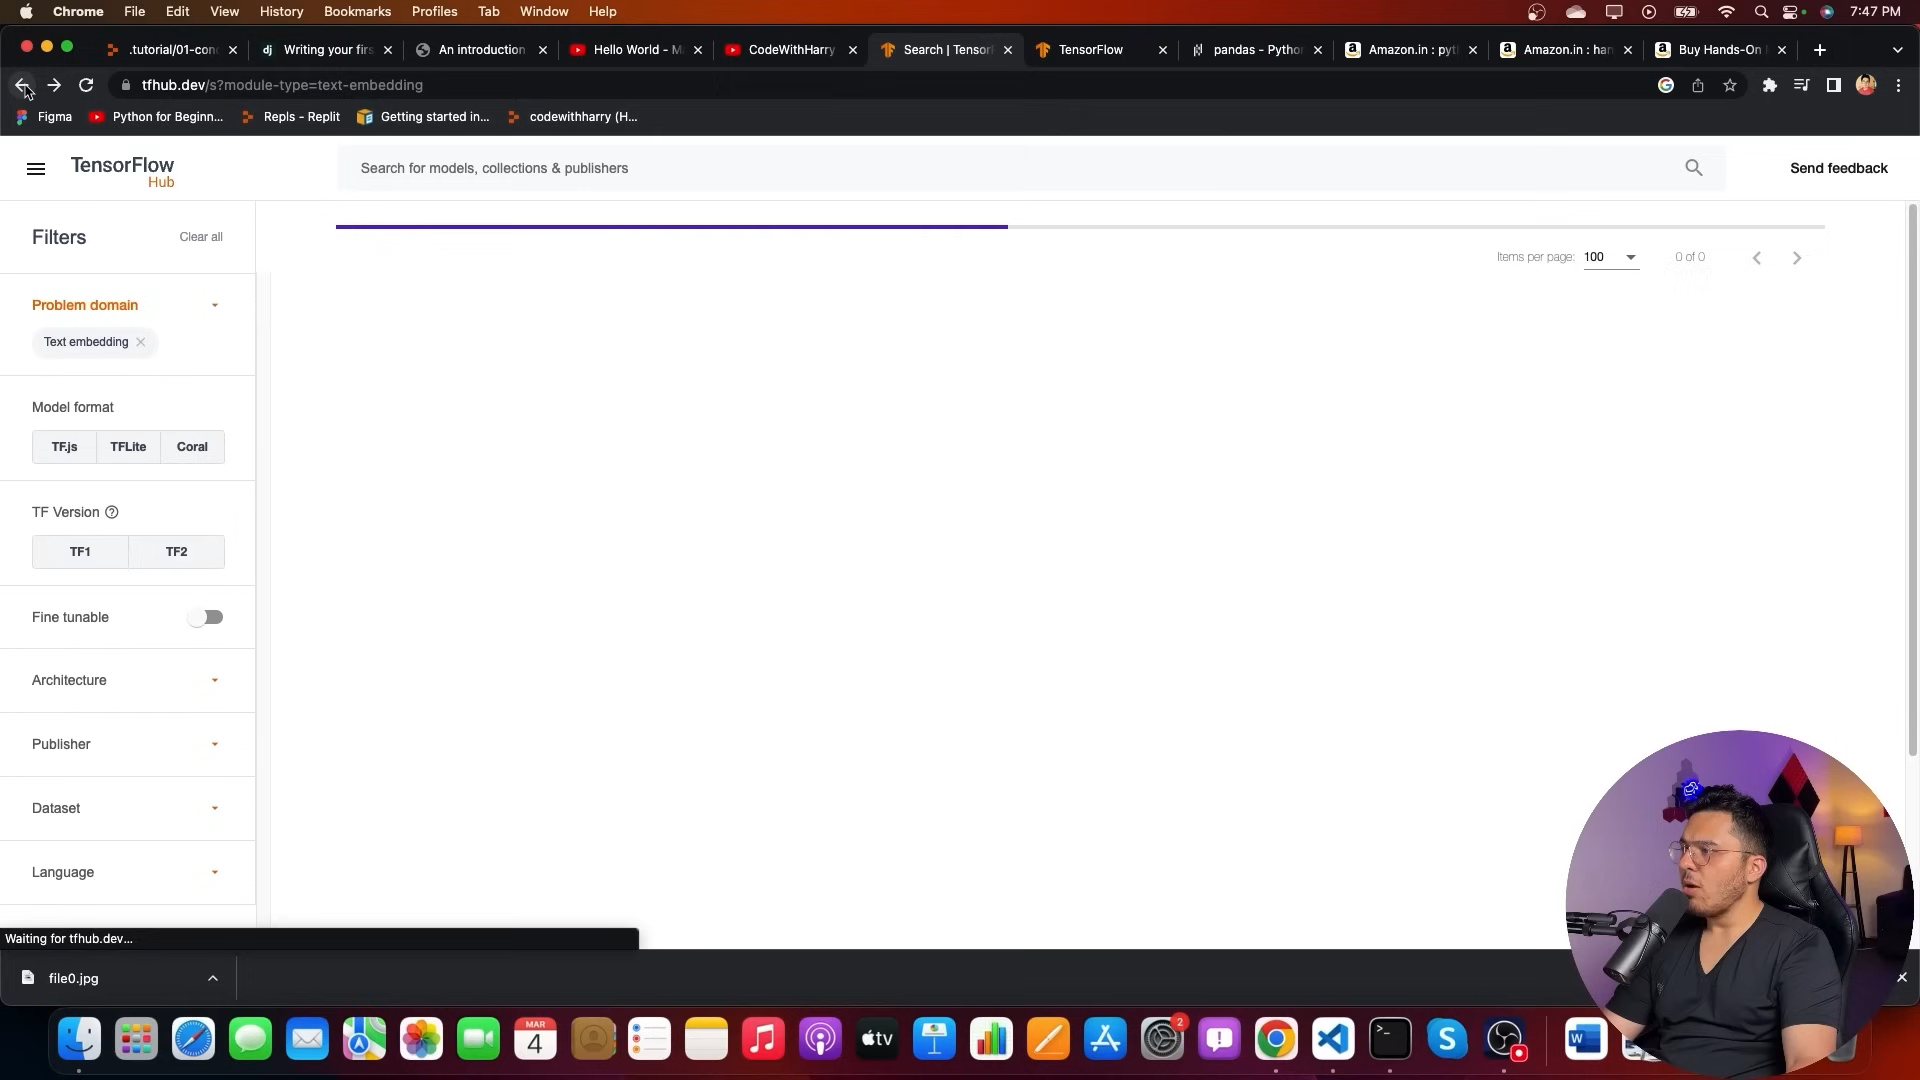 Chrome File Edit View History Bookmarks Profiles Tab Window Help 7:47 PM
.tutorial/01-con Writing your firs An introduction Hello World - M CodeWithHarry Search | Tensor TensorFlow pandas - Pytho Amazon.in : pyt Amazon.in : han Buy Hands-On
tfhub.dev/s?module-type=text-embedding
Figma Python for Beginn... Repls - Replit Getting started in... codewithharry (H...
TensorFlow
Hub
Search for models, collections & publishers
Send feedback
Filters Clear all
Items per page: 100 0 of 0
Problem domain
Text embedding
Model format
TF.js TFLite Coral
TF Version
TF1 TF2
Fine tunable
Architecture
Publisher
Dataset
Language
Waiting for tfhub.dev...
file0.jpg
MAR
4
tv
2